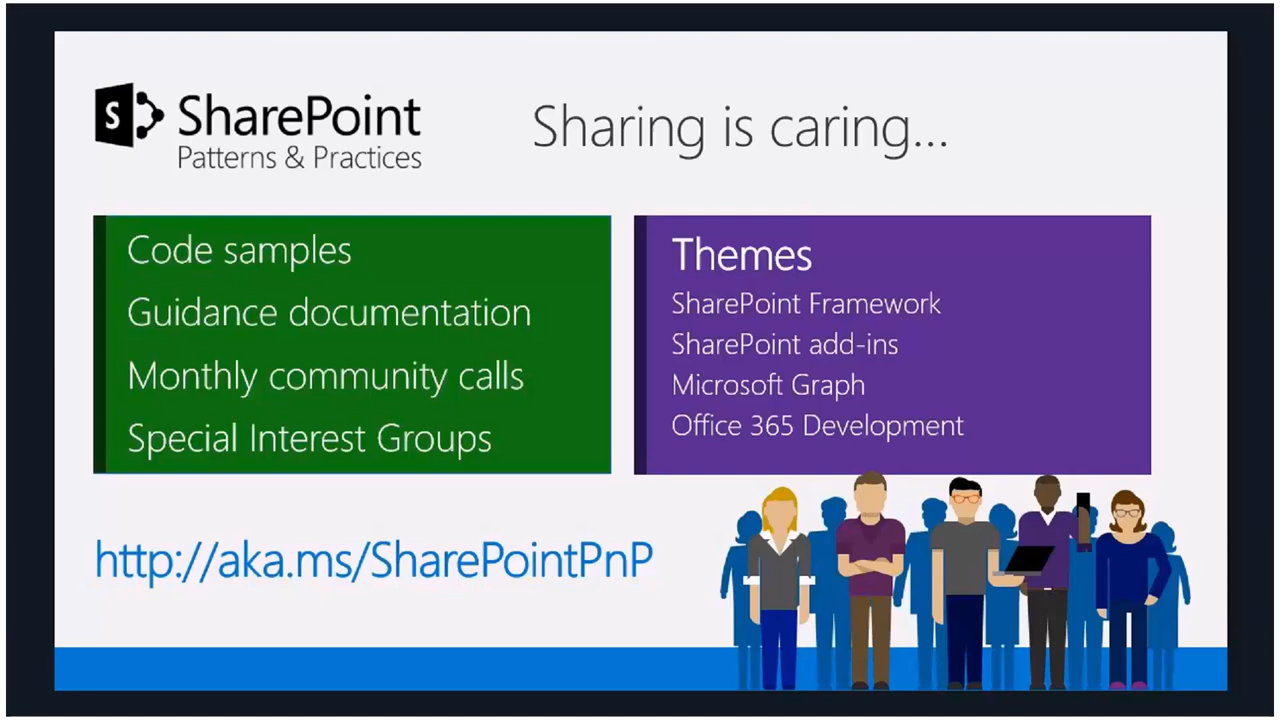 SharePoint
Patterns & Practices
Sharing is caring...
Code samples
Guidance documentation
Monthly community calls
Special Interest Groups
Themes
SharePoint Framework
SharePoint add-ins
Microsoft Graph
Office 365 Development
http://aka.ms/SharePointPnP